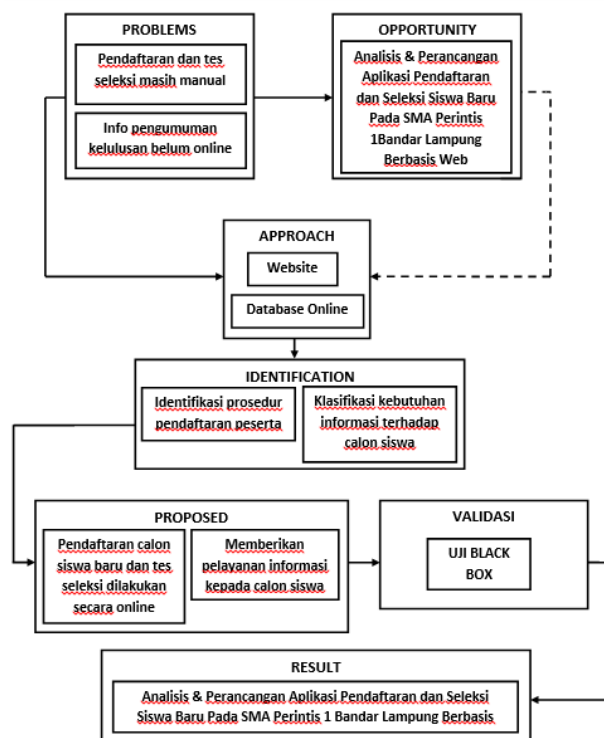 PROBLEMS
Pendaftaran dan tes
seleksi masih manual
Info pengumuman
kelulusan belum online
OPPORTUNITY
Analisis & Perancangan
Aplikasi Pendaftaran
dan Seleksi Siswa Baru
Pada SMA Perintis
1Bandar Lampung
Berbasis Web
APPROACH
Website
Database Online
IDENTIFICATION
Identifikasi prosedur
pendaftaran peserta
Klasifikasi kebutuhan
informasi terhadap
calon siswa
PROPOSED
Pendaftaran calon
siswa baru dan tes
seleksi dilakukan
secara online
Memberikan
pelayanan informasi
kepada calon siswa
VALIDASI
UJI BLACK
BOX
RESULT
Analisis & Perancangan Aplikasi Pendaftaran dan Seleksi
Siswa Baru Pada SMA Perintis 1 Bandar Lampung Berbasis